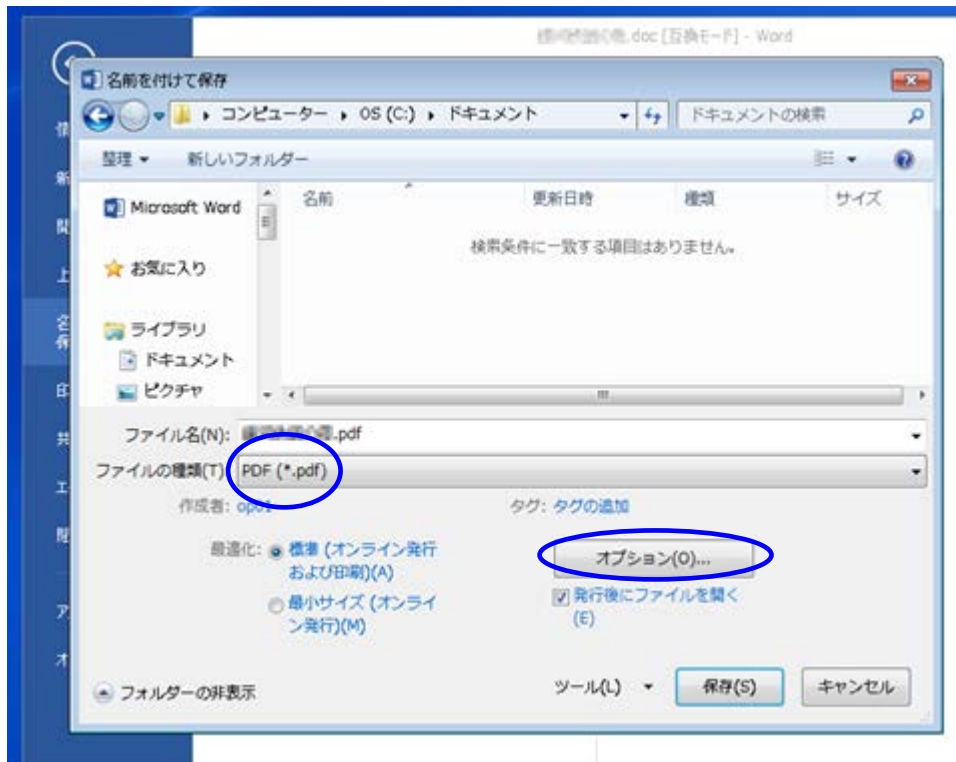 .doc [互換モード] - Word
名前を付けて保存
コンピューター ▸ OS (C:) ▸ ドキュメント
ドキュメントの検索
整理
新しいフォルダー
Microsoft Word
お気に入り
ライブラリ
ドキュメント
ピクチャ
名前
更新日時
種類
サイズ
検索条件に一致する項目はありません。
ファイル名(N):
.pdf
ファイルの種類(T):
PDF (*.pdf)
作成者: op01
タグ: タグの追加
最適化:
標準 (オンライン発行
および印刷)(A)
最小サイズ (オンライ
ン発行)(M)
オプション(O)...
発行後にファイルを開く
(E)
フォルダーの非表示
ツール(L)
保存(S)
キャンセル